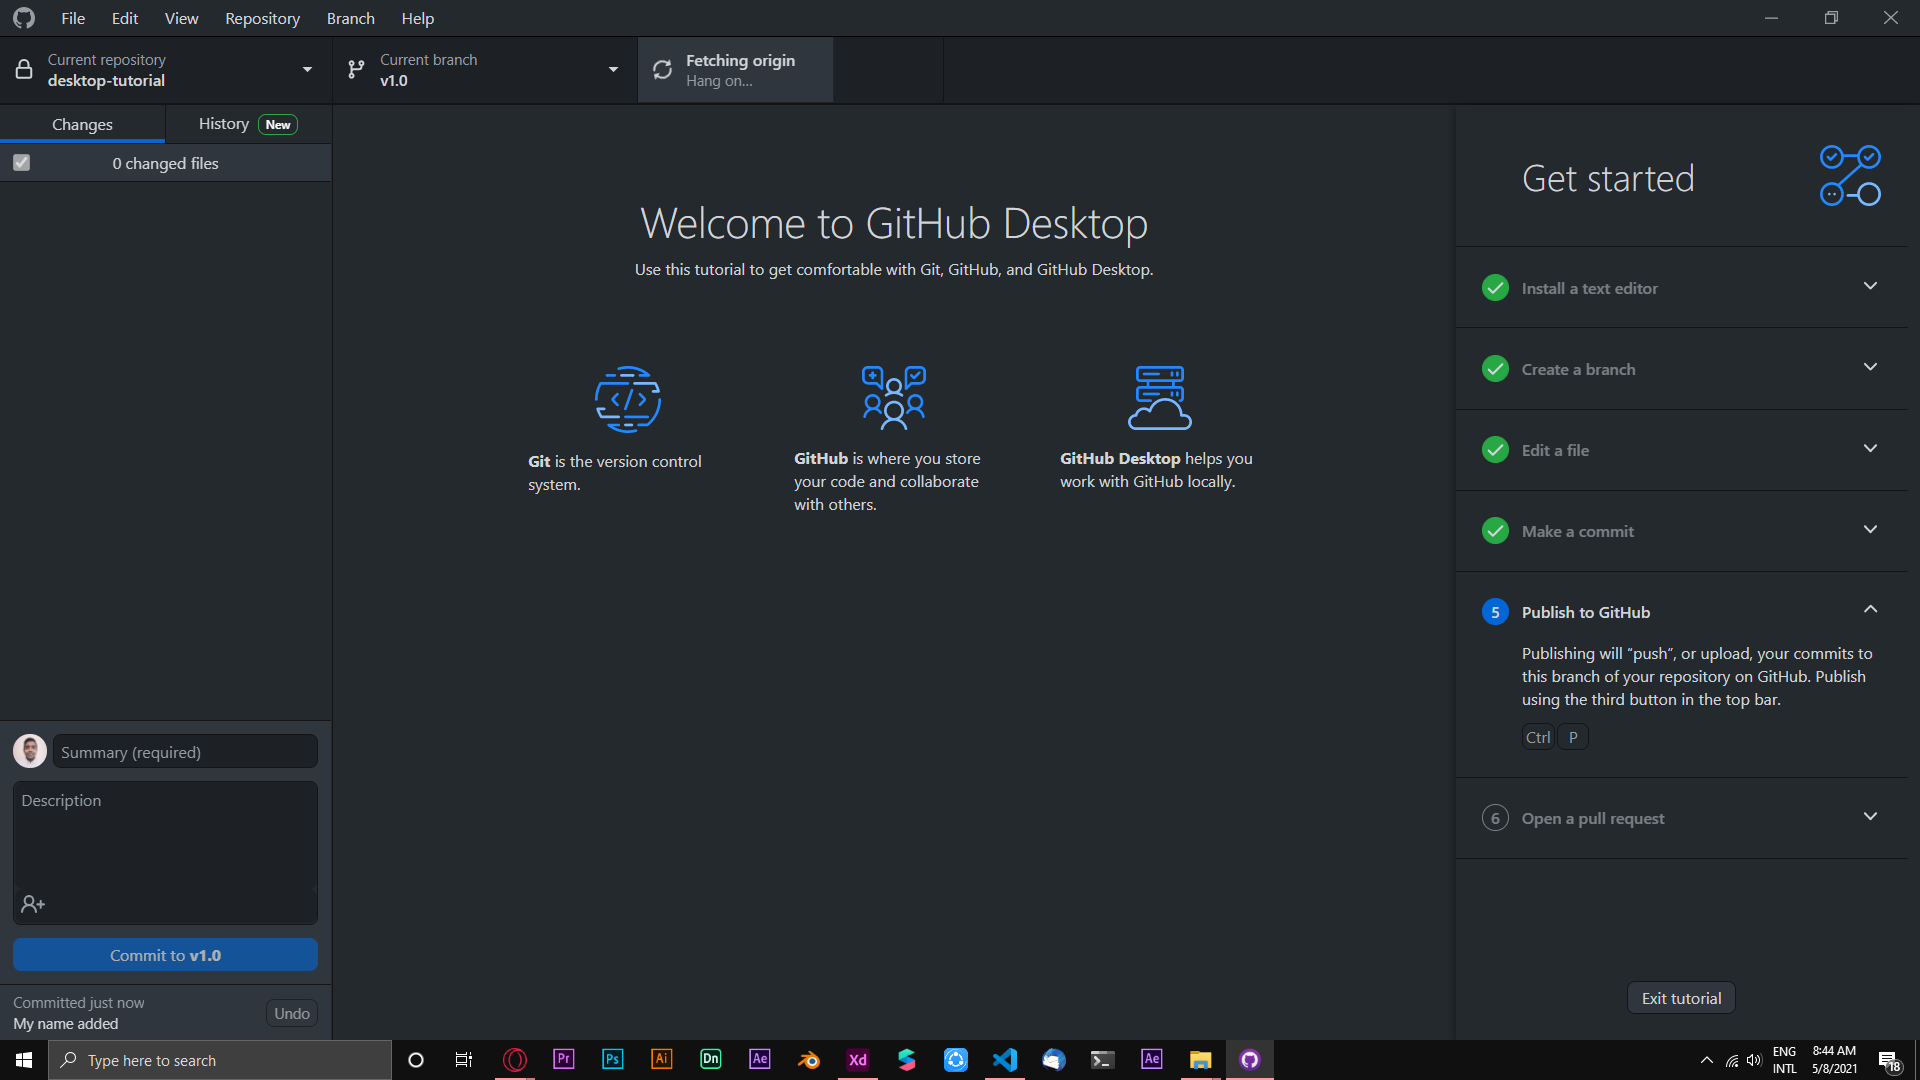 File Edit View Repository Branch Help
Current repository
desktop-tutorial
Current branch
v1.0
Fetching origin
Hang on...
Changes
History New
0 changed files
Welcome to GitHub Desktop
Use this tutorial to get comfortable with Git, GitHub, and GitHub Desktop.
Git is the version control
system.
GitHub is where you store
your code and collaborate
with others.
GitHub Desktop helps you
work with GitHub locally.
Get started
Install a text editor
Create a branch
Edit a file
Make a commit
5 Publish to GitHub
Publishing will “push”, or upload, your commits to
this branch of your repository on GitHub. Publish
using the third button in the top bar.
Ctrl P
6 Open a pull request
Exit tutorial
Summary (required)
Description
Commit to v1.0
Committed just now
My name added
Undo
Type here to search
Pr
Ps
Ai
Dn
Ae
Xd
Ae
ENG
INTL
8:44 AM
5/8/2021
18